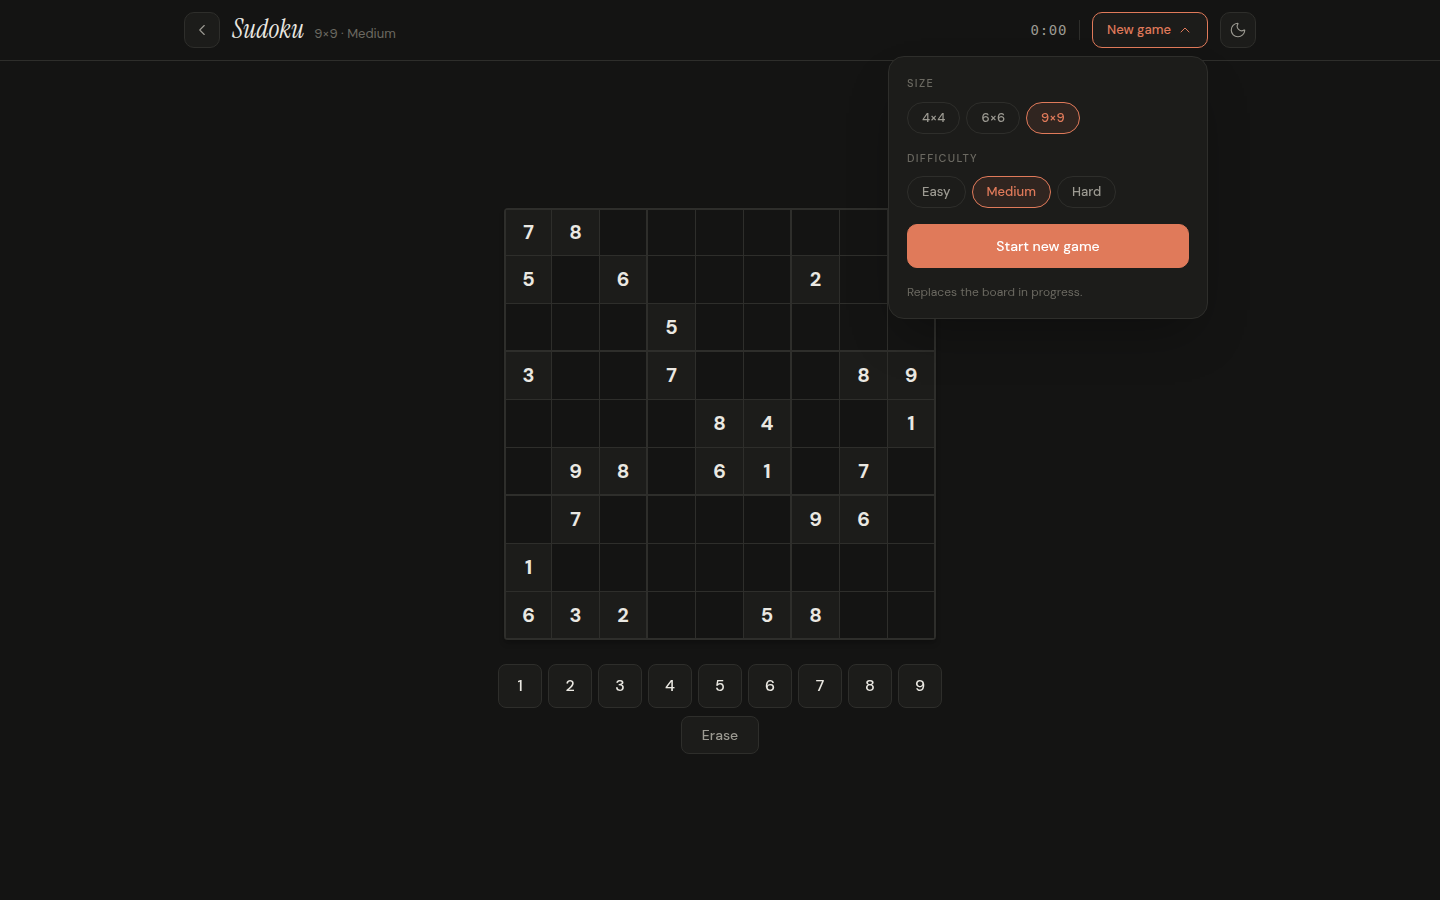 Sudoku 9×9 · Medium 0:00 New game
SIZE
4×4 6×6 9×9
DIFFICULTY
Easy Medium Hard
Start new game
Replaces the board in progress.
7 8
5 6 2
5
3 7 8 9
8 4 1
9 8 6 1 7
7 9 6
1
6 3 2 5 8
1 2 3 4 5 6 7 8 9
Erase